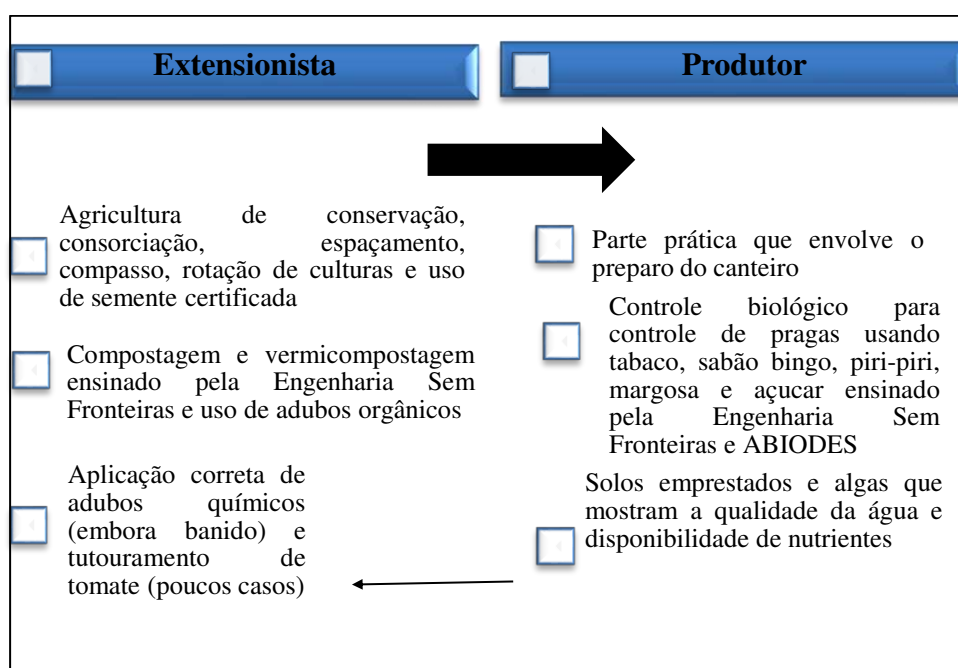 Extensionista
Produtor
Agricultura de conservação,
consorciação, espaçamento,
compasso, rotação de culturas e uso
de semente certificada
Compostagem e vermicompostagem
ensinado pela Engenharia Sem
Fronteiras e uso de adubos orgânicos
Aplicação correta de
adubos químicos
(embora banido) e
tutouramento de
tomate (poucos casos)
Parte prática que envolve o
preparo do canteiro
Controle biológico para
controle de pragas usando
tabaco, sabão bingo, piri-piri,
margosa e açucar ensinado
pela Engenharia Sem
Fronteiras e ABIODES
Solos emprestados e algas que
mostram a qualidade da água e
disponibilidade de nutrientes